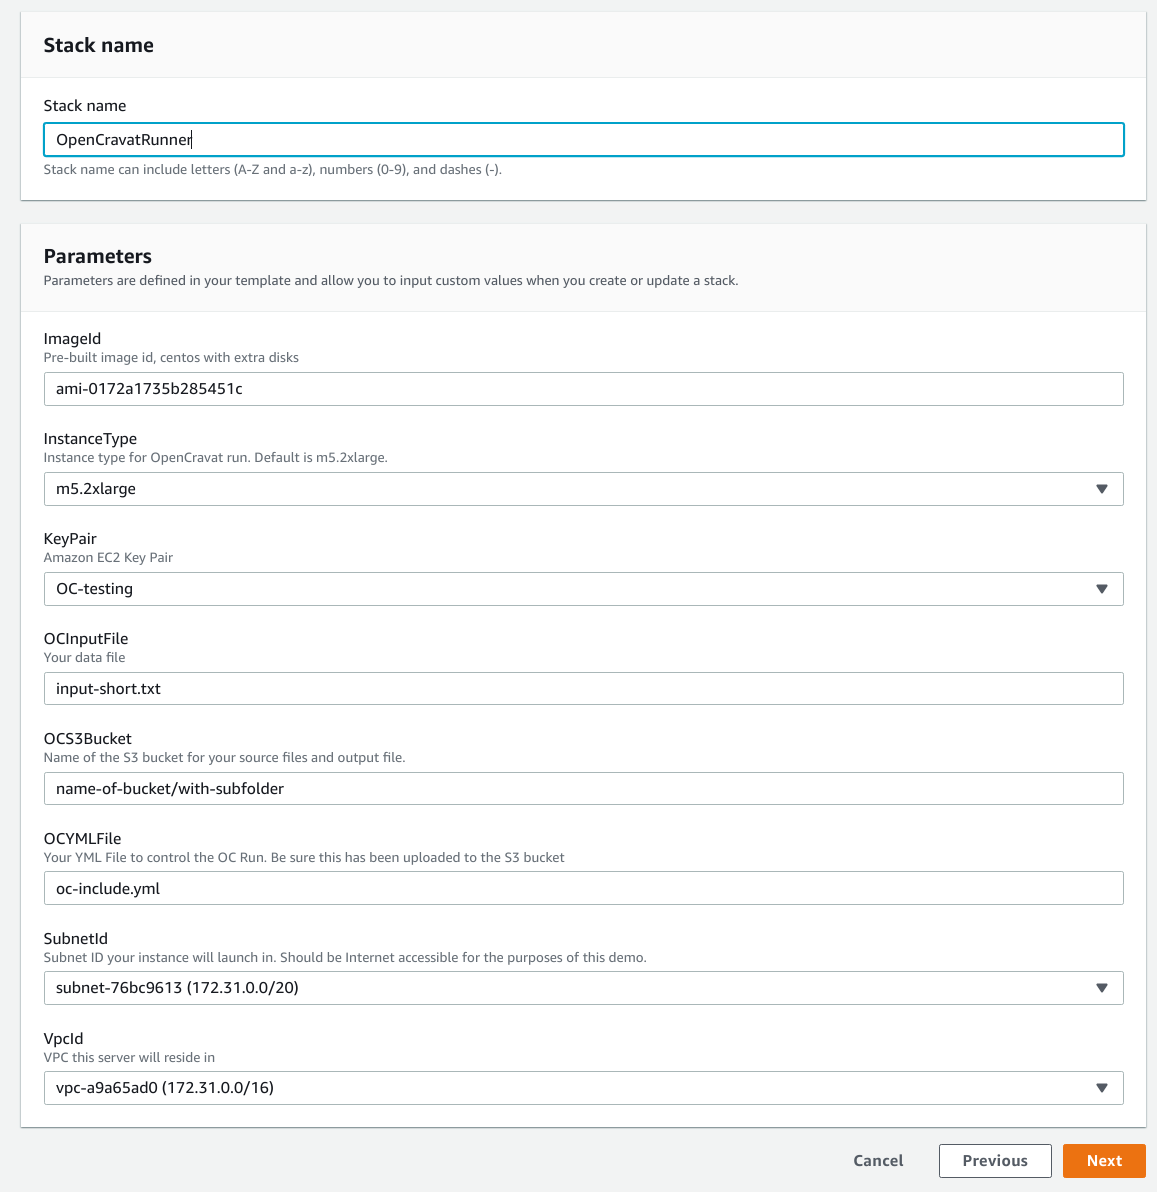 Stack name
Stack name
OpenCravatRunner
Stack name can include letters (A-Z and a-z), numbers (0-9), and dashes (-).
Parameters
Parameters are defined in your template and allow you to input custom values when you create or update a stack.
ImageId
Pre-built image id, centos with extra disks
ami-0172a1735b285451c
InstanceType
Instance type for OpenCravat run. Default is m5.2xlarge.
m5.2xlarge
KeyPair
Amazon EC2 Key Pair
OC-testing
OCInputFile
Your data file
input-short.txt
OCS3Bucket
Name of the S3 bucket for your source files and output file.
name-of-bucket/with-subfolder
OCYMLFile
Your YML File to control the OC Run. Be sure this has been uploaded to the S3 bucket
oc-include.yml
SubnetId
Subnet ID your instance will launch in. Should be Internet accessible for the purposes of this demo.
subnet-76bc9613 (172.31.0.0/20)
VpcId
VPC this server will reside in
vpc-a9a65ad0 (172.31.0.0/16)
Cancel Previous Next